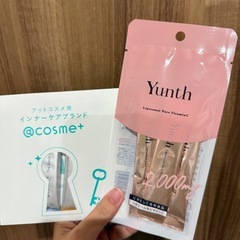 アットコスメ発
インナーケアブランド
@cosme+
Yunth
Liposomal Pure VitaminC
2,000mg